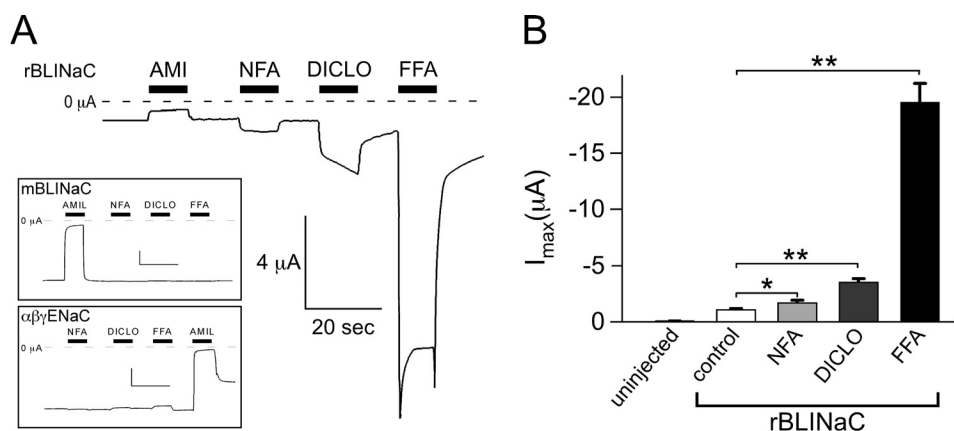 A
rBLINaC AMI NFA DICLO FFA
0 µA
mBLINaC
AMIL NFA DICLO FFA
0 µA
4 µA
20 sec
αβγENaC
NFA DICLO FFA AMIL
0 µA
B
** 
** 
*
Imax(µA)
-20
-15
-10
-5
0
uninjected control NFA DICLO FFA
rBLINaC